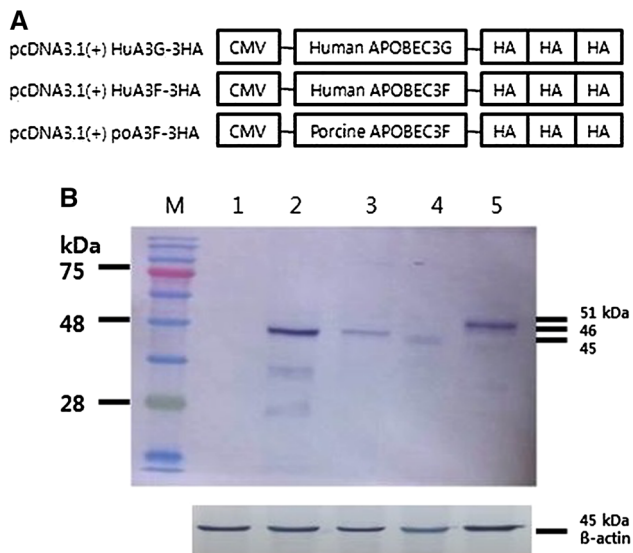 A
pcDNA3.1(+) HuA3G-3HA CMV Human APOBEC3G HA HA HA
pcDNA3.1(+) HuA3F-3HA CMV Human APOBEC3F HA HA HA
pcDNA3.1(+) poA3F-3HA CMV Porcine APOBEC3F HA HA HA
B
M 1 2 3 4 5
kDa
75
48
28
51 kDa
46
45
45 kDa
ß-actin